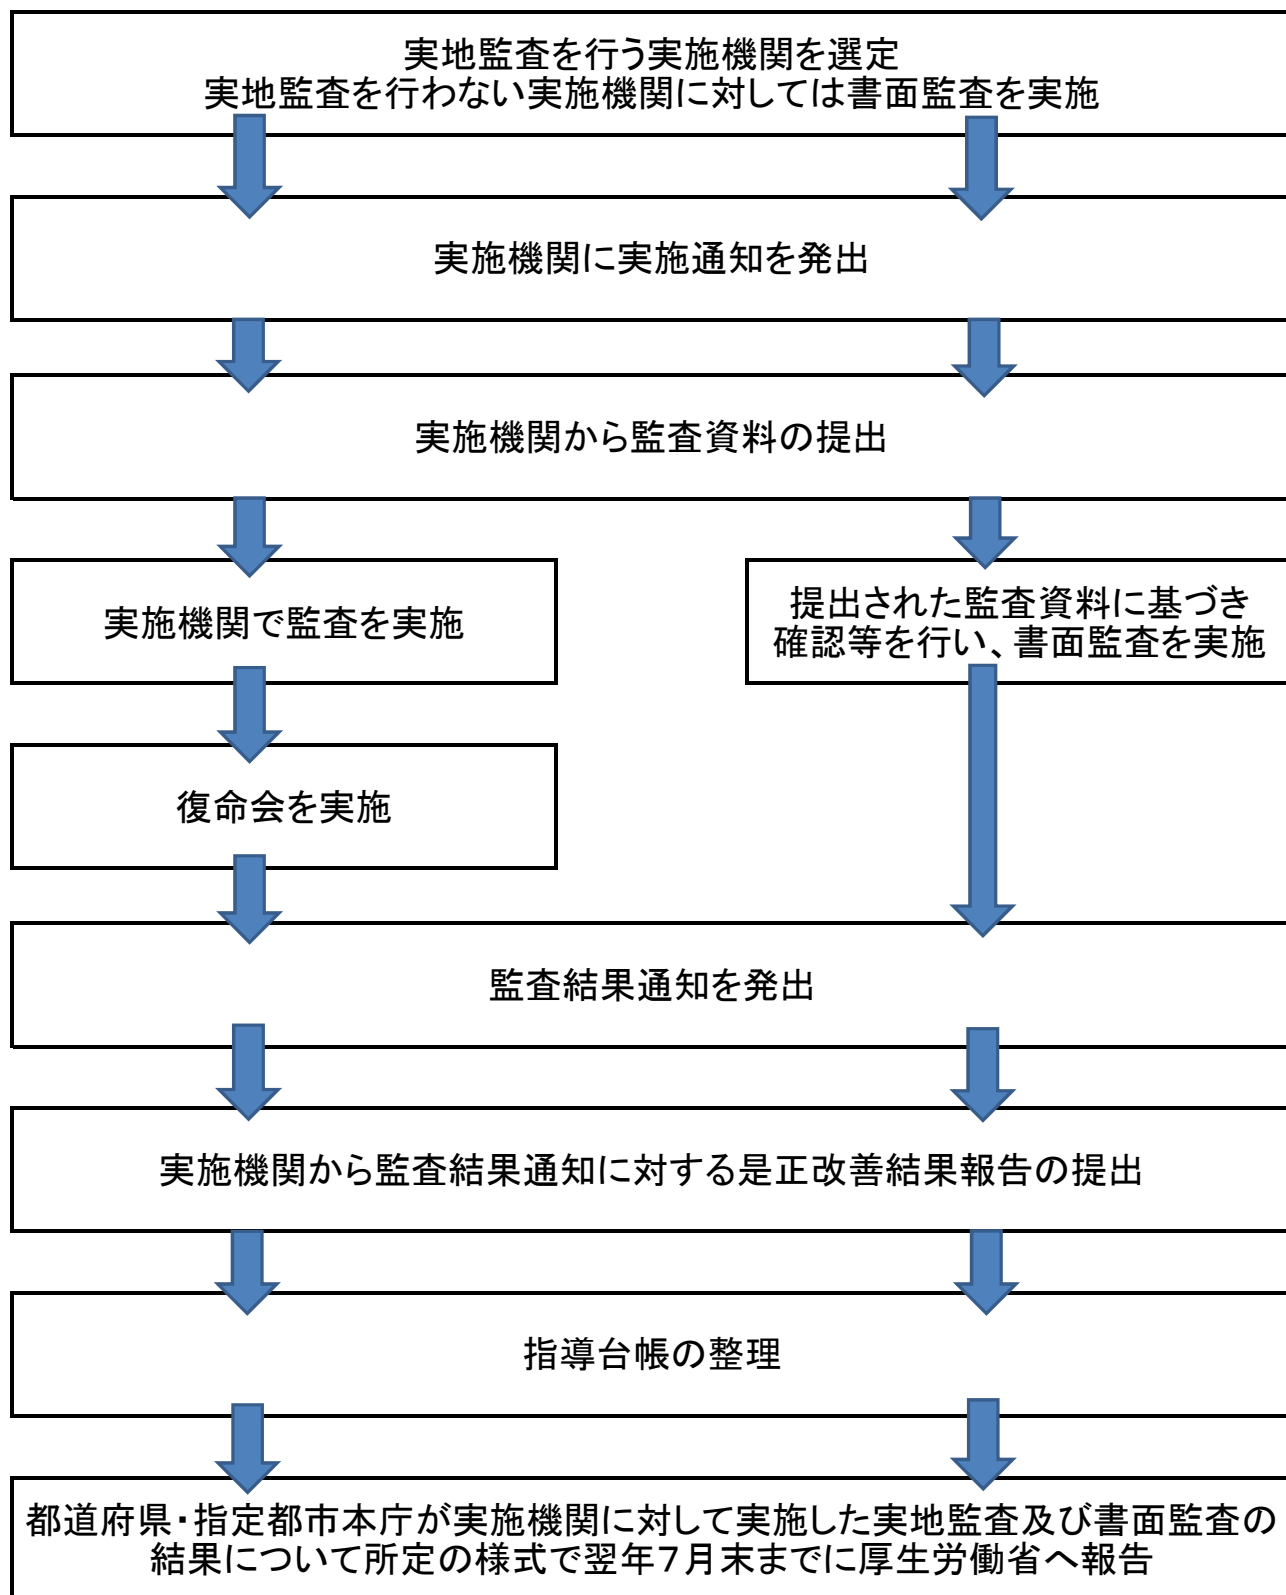 実地監査を行う実施機関を選定
実地監査を行わない実施機関に対しては書面監査を実施
実施機関に実施通知を発出
実施機関から監査資料の提出
実施機関で監査を実施
提出された監査資料に基づき
確認等を行い、書面監査を実施
復命会を実施
監査結果通知を発出
実施機関から監査結果通知に対する是正改善結果報告の提出
指導台帳の整理
都道府県・指定都市本庁が実施機関に対して実施した実地監査及び書面監査の
結果について所定の様式で翌年７月末までに厚生労働省へ報告